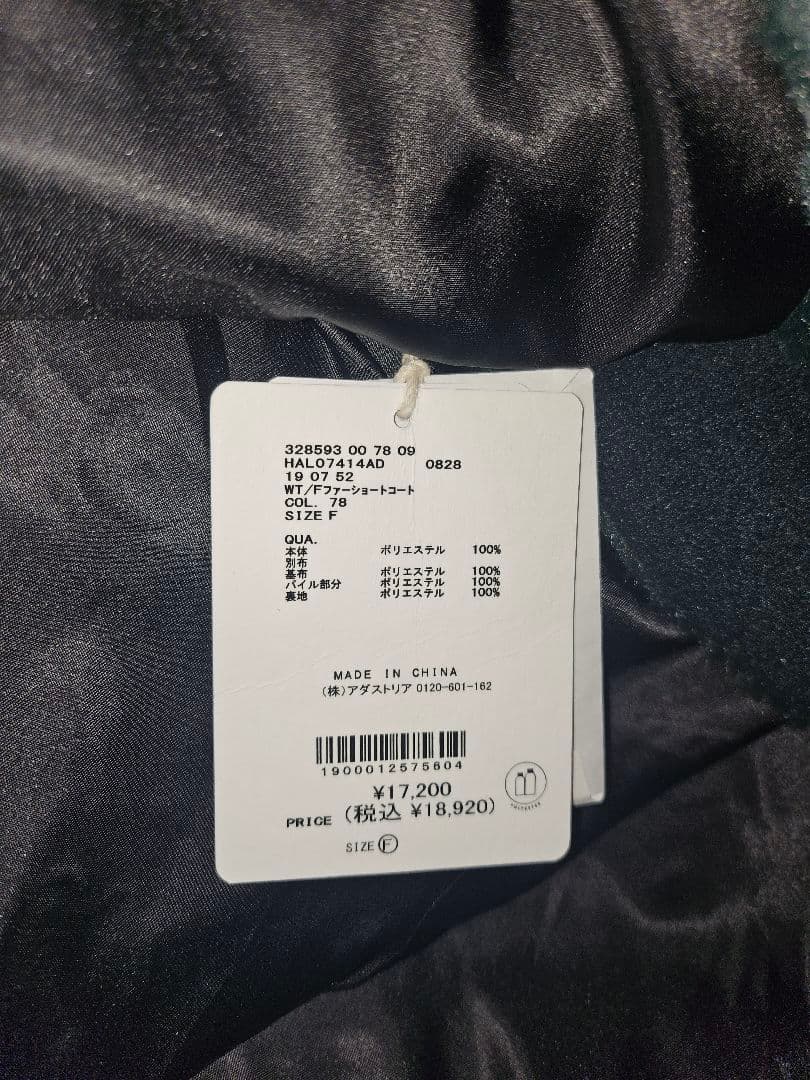 328593 00 78 09
HAL07414AD 0828
19 07 52
WT/Fファーショートコート
COL. 78
SIZE F
QUA.
本体 ポリエステル 100%
別布
基布 ポリエステル 100%
パイル部分 ポリエステル 100%
裏地 ポリエステル 100%
MADE IN CHINA
(株)アダストリア 0120-601-162
1900012575604
¥17,200
PRICE (税込 ¥18,920)
SIZE F